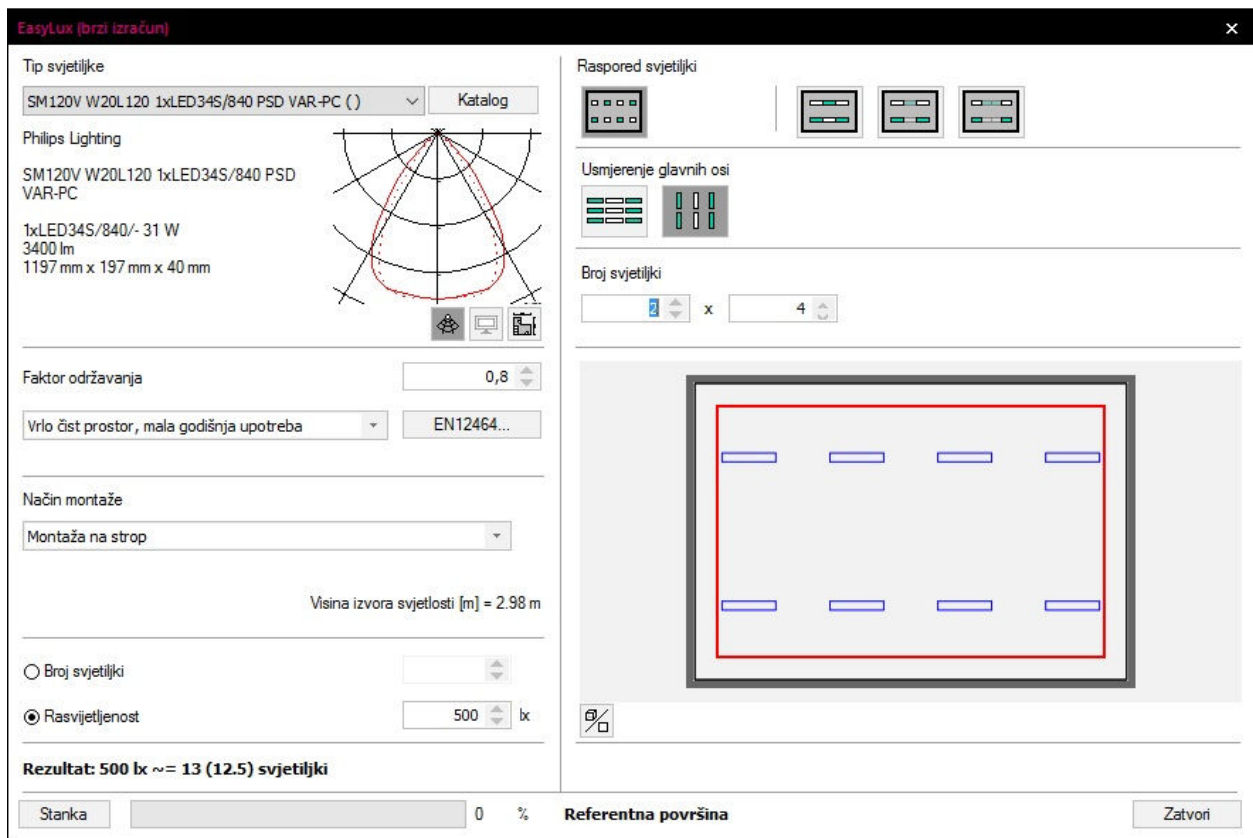 EasyLux (brzi izračun)
Tip svjetiljke
SM120V W20L120 1xLED34S/840 PSD VAR-PC ( )
Katalog
Philips Lighting
SM120V W20L120 1xLED34S/840 PSD
VAR-PC
1xLED34S/840/- 31 W
3400 lm
1197 mm x 197 mm x 40 mm
Faktor održavanja
0,8
Vrlo čist prostor, mala godišnja upotreba
EN12464...
Način montaže
Montaža na strop
Visina izvora svjetlosti [m] = 2.98 m
Broj svjetiljki
Rasvijetljenost
500
lx
Rezultat: 500 lx ~= 13 (12.5) svjetiljki
Raspored svjetiljki
Usmjerenje glavnih osi
Broj svjetiljki
2 x 4
Stanka
0 %
Referentna površina
Zatvori